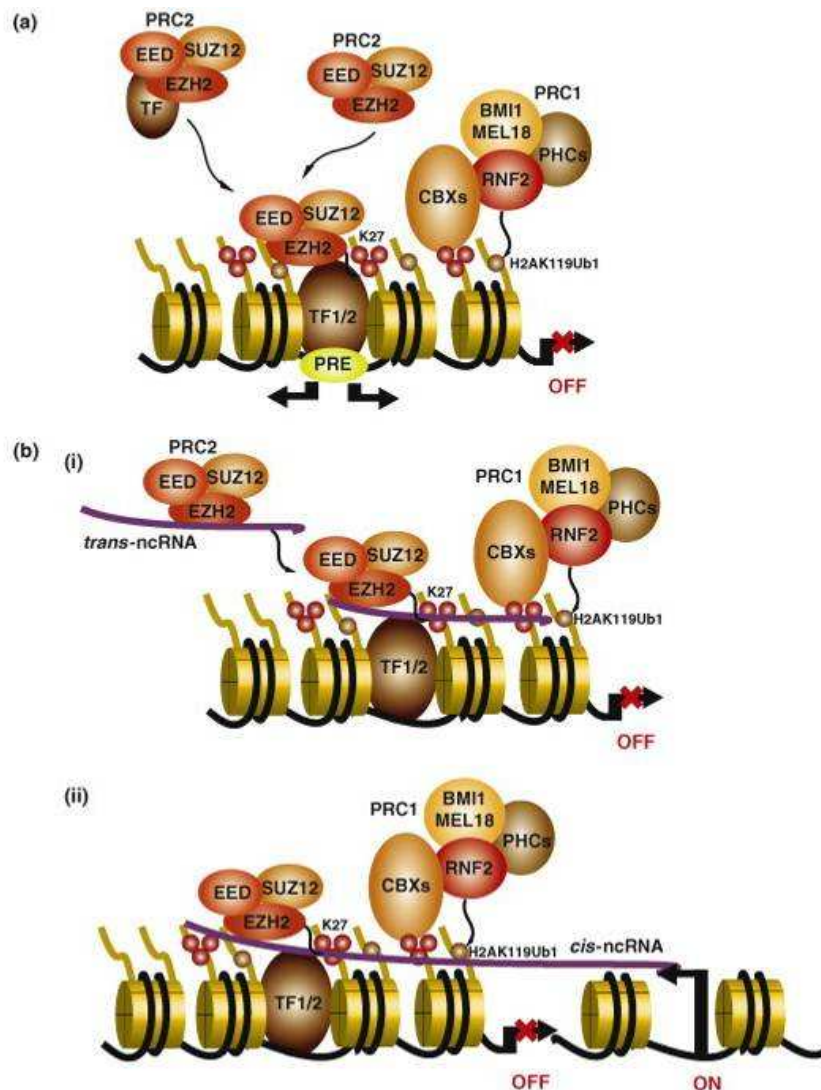 (a)
PRC2
EED
SUZ12
EZH2
TF
PRC2
EED
SUZ12
EZH2
PRC1
BMI1
MEL18
PHCs
RNF2
CBXs
EED
SUZ12
EZH2
K27
H2AK119Ub1
TF1/2
PRE
OFF
(b)
(i)
PRC2
EED
SUZ12
EZH2
trans-ncRNA
PRC1
BMI1
MEL18
PHCs
RNF2
CBXs
EED
SUZ12
EZH2
K27
H2AK119Ub1
TF1/2
OFF
(ii)
PRC1
BMI1
MEL18
PHCs
RNF2
CBXs
EED
SUZ12
EZH2
K27
H2AK119Ub1
cis-ncRNA
TF1/2
OFF
ON